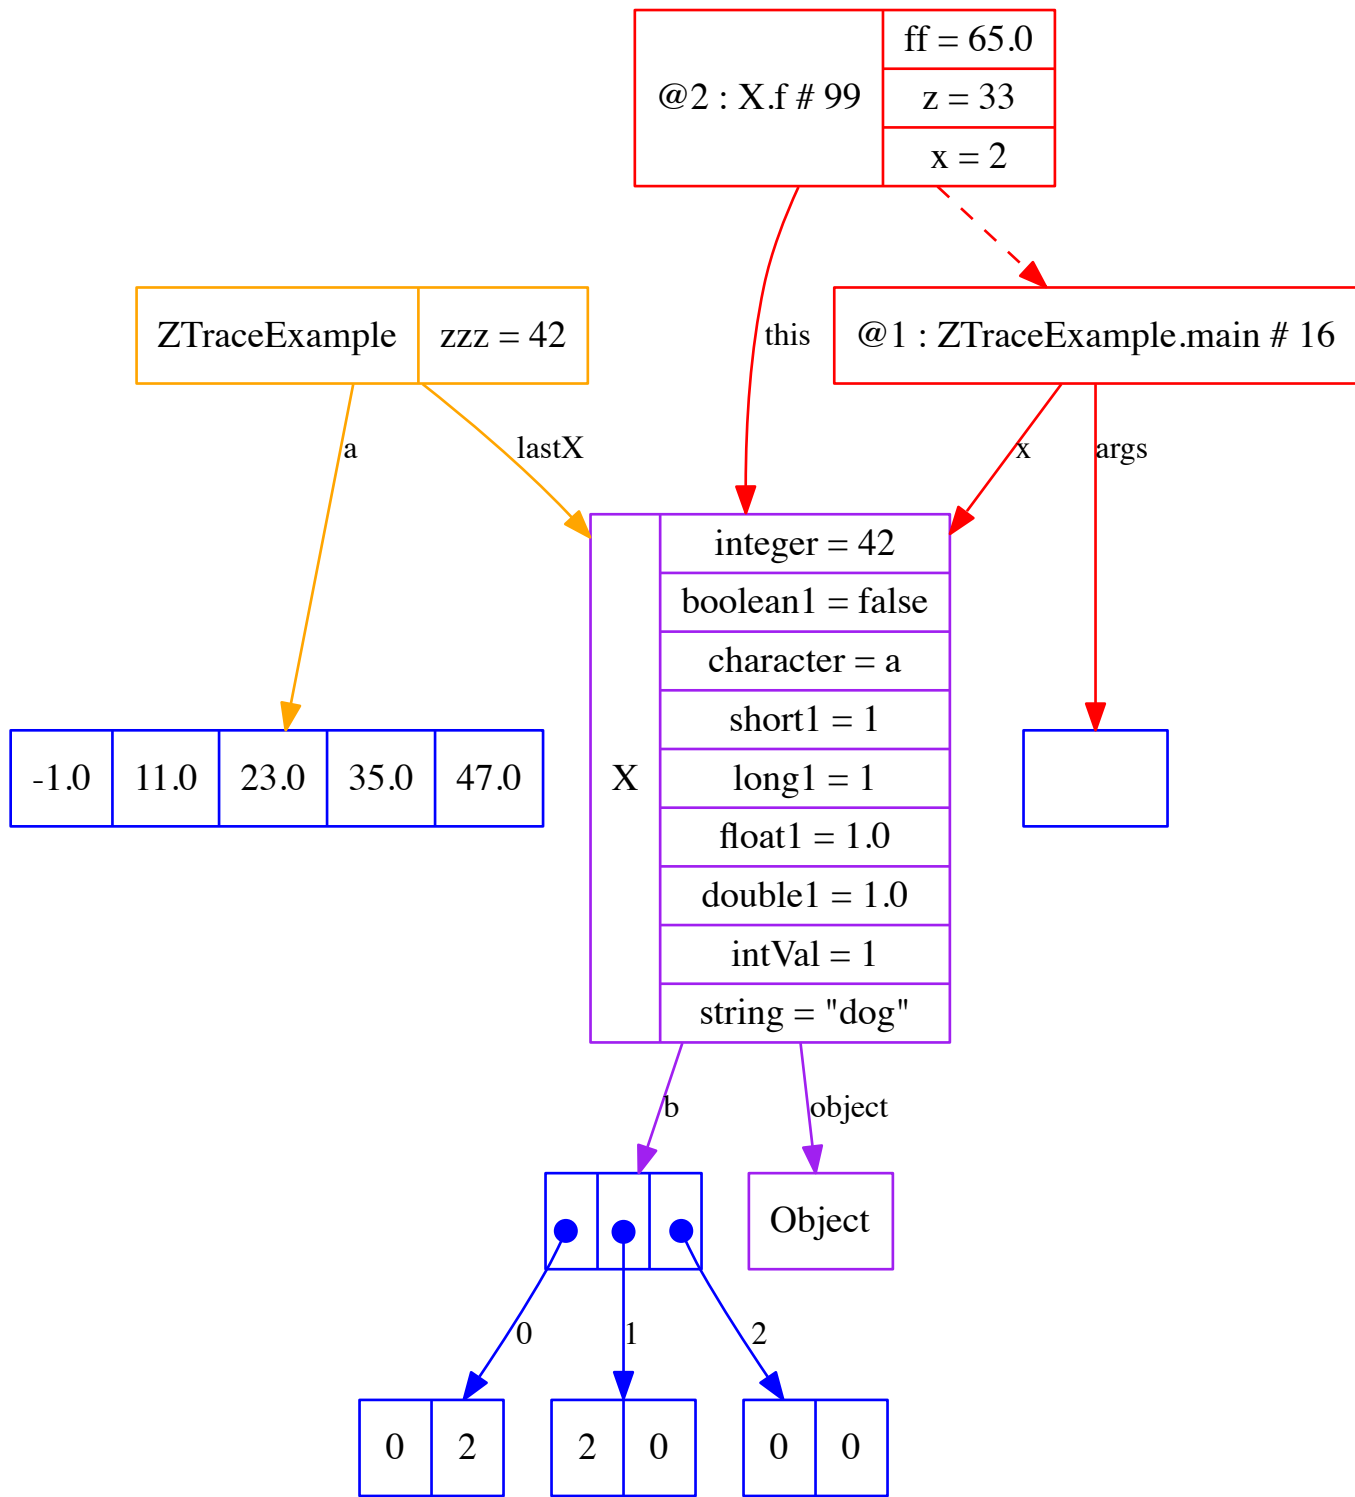 @2 : X.f # 99
ff = 65.0
z = 33
x = 2
ZTraceExample
zzz = 42
this
@1 : ZTraceExample.main # 16
a
lastX
x
args
X
integer = 42
boolean1 = false
character = a
short1 = 1
long1 = 1
float1 = 1.0
double1 = 1.0
intVal = 1
string = "dog"
-1.0
11.0
23.0
35.0
47.0
b
object
Object
0
1
2
0
2
2
0
0
0